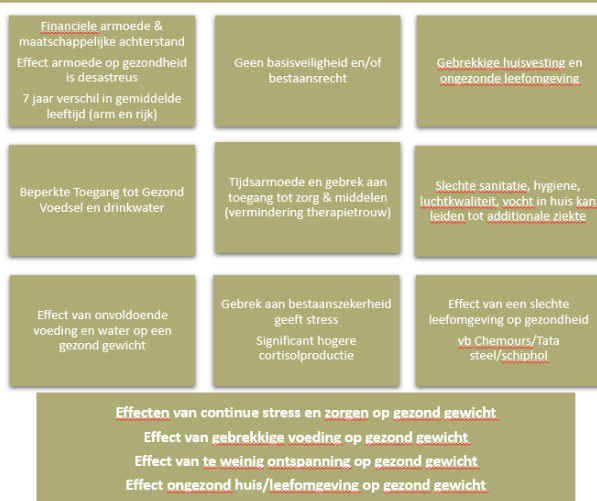 Financiele armoede &
maatschappelijke achterstand
Effect armoede op gezondheid
is desastreus
7 jaar verschil in gemiddelde
leeftijd (arm en rijk)
Geen basisveiligheid en/of
bestaansrecht
Gebrekkige huisvesting en
ongezonde leefomgeving
Beperkte Toegang tot Gezond
Voedsel en drinkwater
Tijdsarmoede en gebrek aan
toegang tot zorg & middelen
(vermindering therapietrouw)
Slechte sanitatie, hygiene,
luchtkwaliteit, vocht in huis kan
leiden tot additionale ziekte
Effect van onvoldoende
voeding en water op een
gezond gewicht
Gebrek aan bestaanszekerheid
geeft stress
Significant hogere
cortisolproductie
Effect van een slechte
leefomgeving op gezondheid
vb Chemours/Tata
steel/schiphol
Effecten van continue stress en zorgen op gezond gewicht
Effect van gebrekkige voeding op gezond gewicht
Effect van te weinig ontspanning op gezond gewicht
Effect ongezond huis/leefomgeving op gezond gewicht